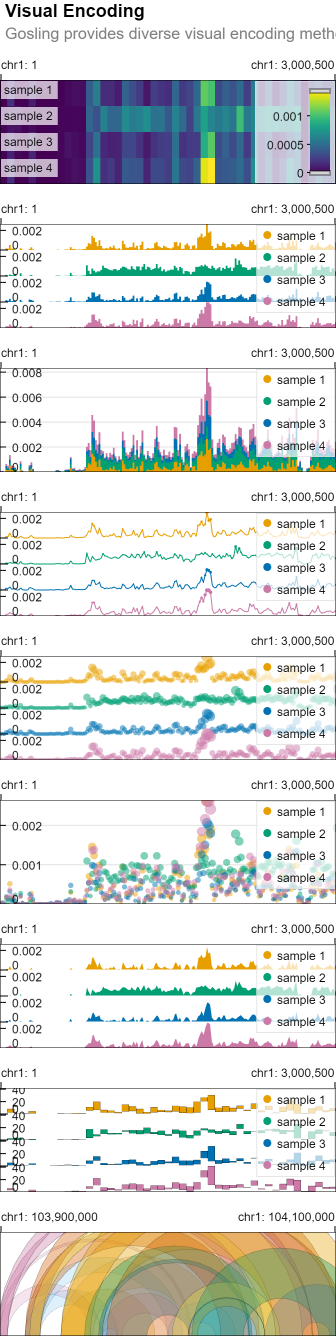 Visual Encoding
Gosling provides diverse visual encoding meth
chr1: 1 chr1: 3,000,500
sample 1
sample 2
sample 3
sample 4
0.001
0.0005
0
chr1: 1 chr1: 3,000,500
0.002 sample 1
0
0.002 sample 2
0
0.002 sample 3
0
0.002 sample 4
0
chr1: 1 chr1: 3,000,500
0.008 sample 1
0.006 sample 2
0.004 sample 3
0.002 sample 4
0
chr1: 1 chr1: 3,000,500
0.002 sample 1
0
0.002 sample 2
0
0.002 sample 3
0
0.002 sample 4
0
chr1: 1 chr1: 3,000,500
0.002 sample 1
0
0.002 sample 2
0
0.002 sample 3
0
0.002 sample 4
0
chr1: 1 chr1: 3,000,500
sample 1
0.002 sample 2
sample 3
0.001 sample 4
0
chr1: 1 chr1: 3,000,500
0.002 sample 1
0
0.002 sample 2
0
0.002 sample 3
0
0.002 sample 4
0
chr1: 1 chr1: 3,000,500
40
20 sample 1
0
40
20 sample 2
0
40
20 sample 3
0
40
20 sample 4
0
chr1: 103,900,000 chr1: 104,100,000